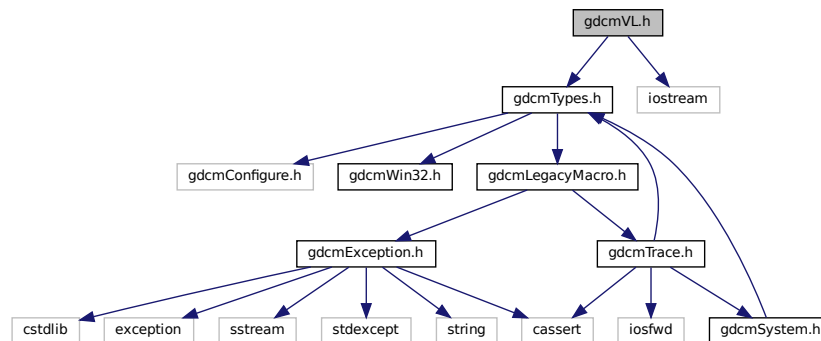 gdcmVL.h
gdcmTypes.h
iostream
gdcmConfigure.h
gdcmWin32.h
gdcmLegacyMacro.h
gdcmException.h
gdcmTrace.h
cstdlib
exception
sstream
stdexcept
string
cassert
iosfwd
gdcmSystem.h